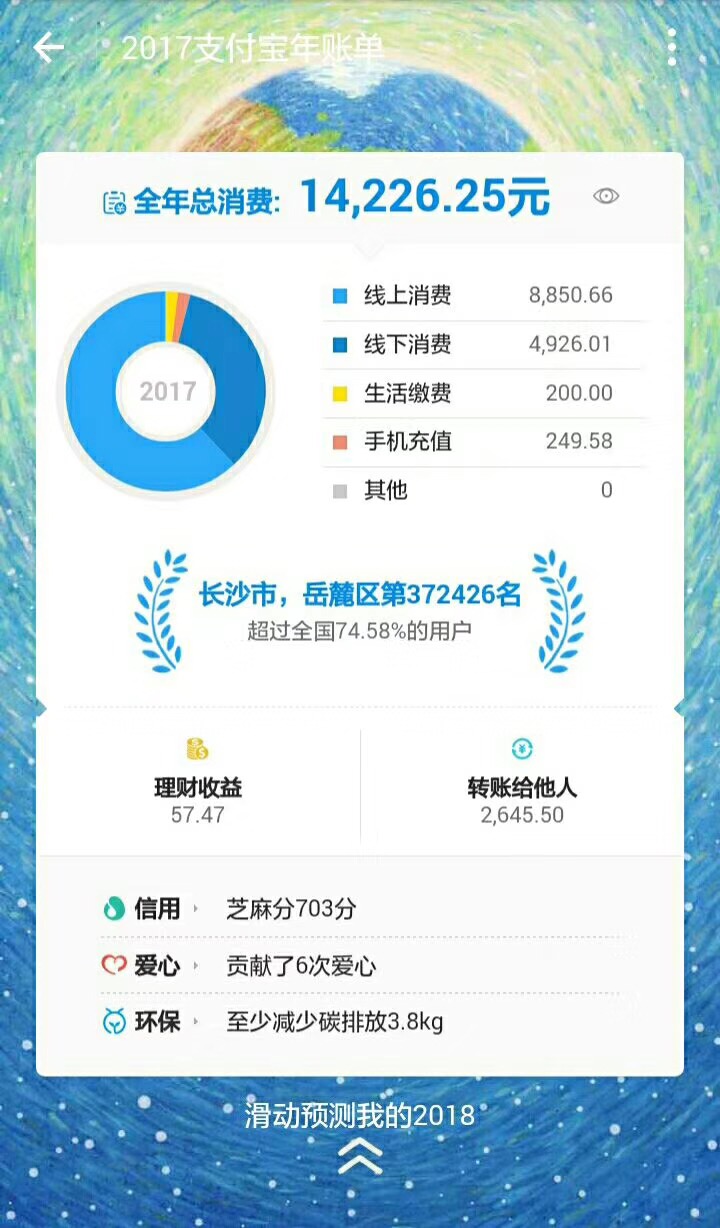 2017支付宝年账单
全年总消费: 14,226.25元
2017
线上消费 8,850.66
线下消费 4,926.01
生活缴费 200.00
手机充值 249.58
其他 0
长沙市，岳麓区第372426名
超过全国74.58%的用户
理财收益
57.47
转账给他人
2,645.50
信用 芝麻分703分
爱心 贡献了6次爱心
环保 至少减少碳排放3.8kg
滑动预测我的2018